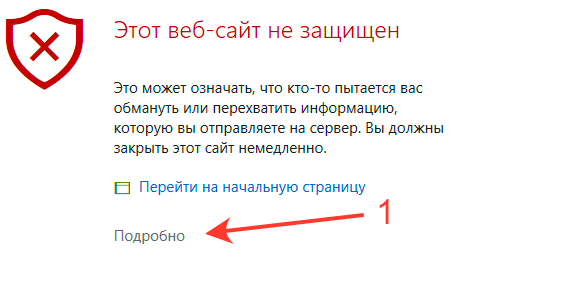 Этот веб-сайт не защищен
Это может означать, что кто-то пытается вас
обмануть или перехватить информацию,
которую вы отправляете на сервер. Вы должны
закрыть этот сайт немедленно.
Перейти на начальную страницу
1
Подробно